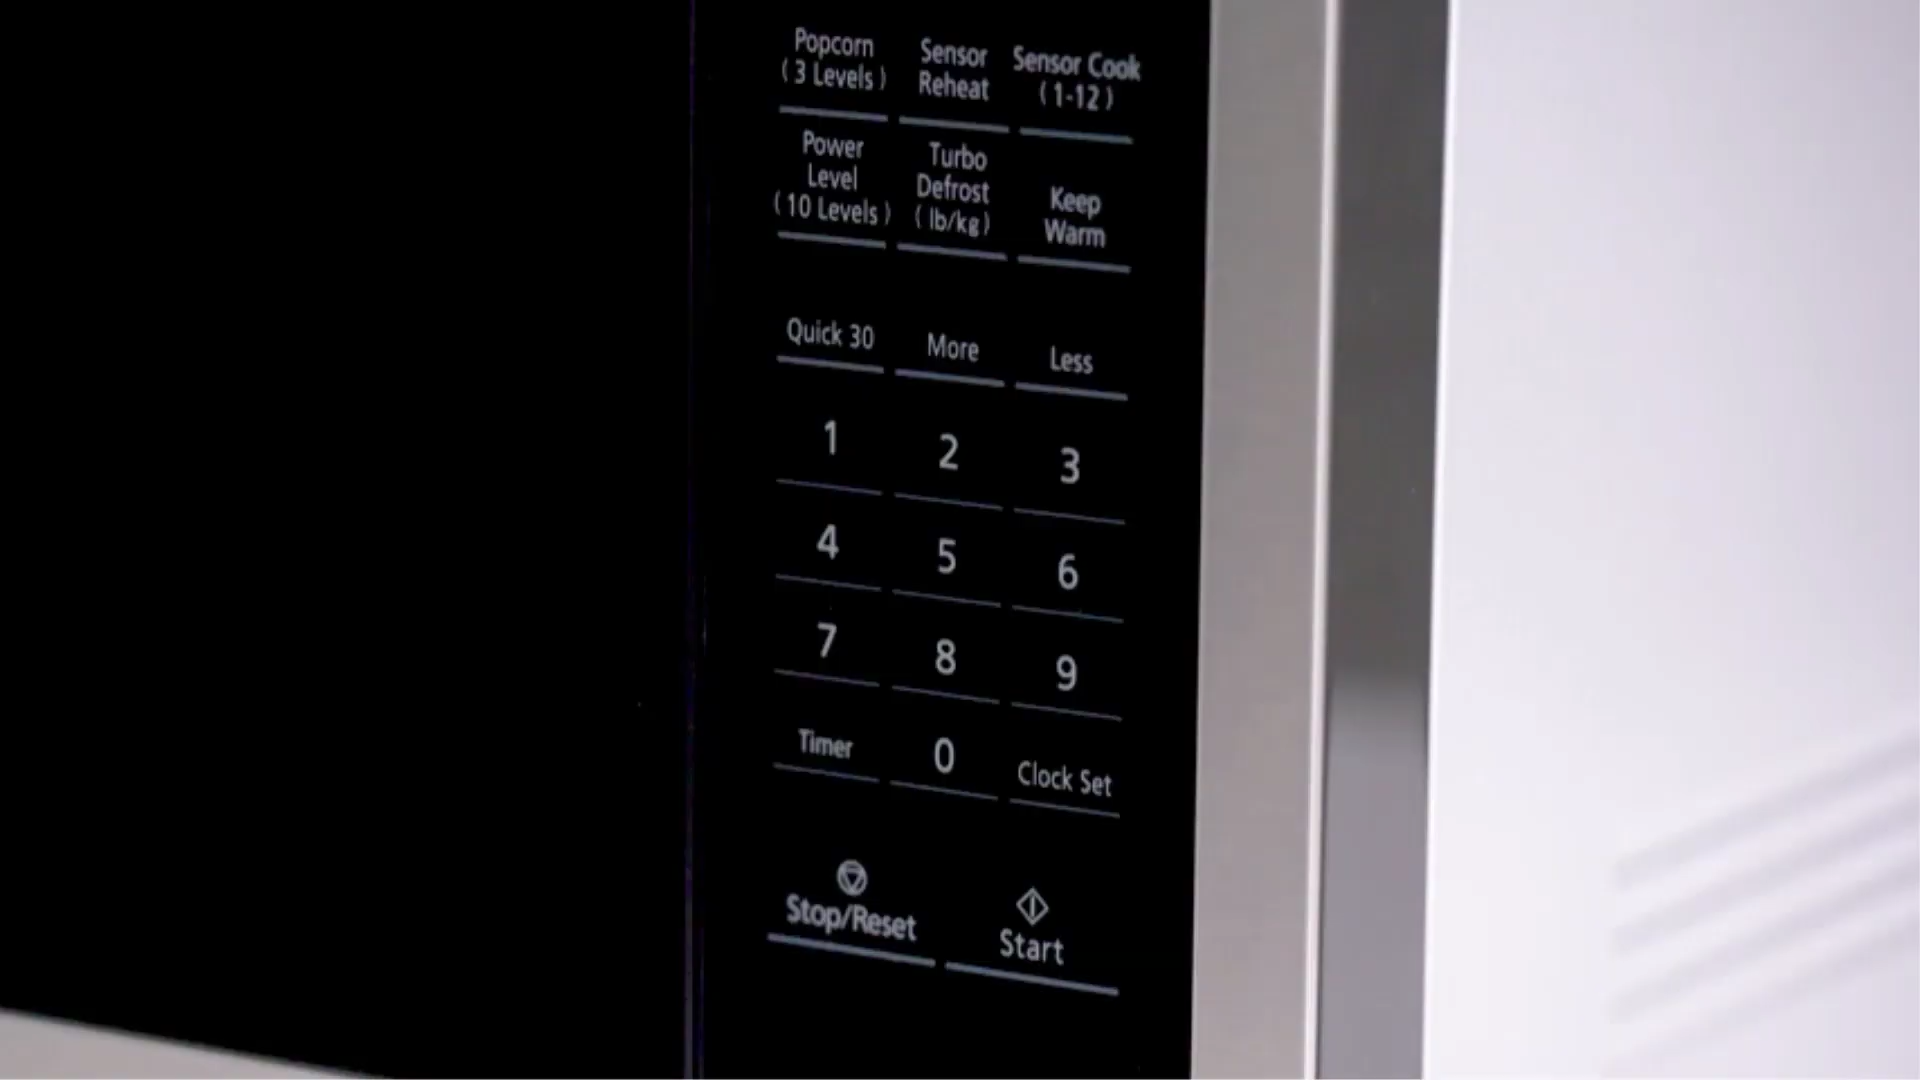 Popcorn
( 3 Levels )
Sensor
Reheat
Sensor Cook
( 1-12 )
Power
Level
( 10 Levels )
Turbo
Defrost
( lb/kg )
Keep
Warm
Quick 30
More
Less
1
2
3
4
5
6
7
8
9
Timer
0
Clock Set
Stop/Reset
Start